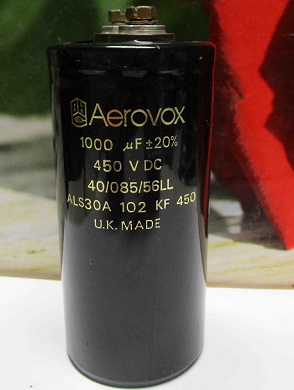 Aerovox
1000 µF ± 20%
450 V DC
40/085/56LL
ALS30A 102 KF 450
U.K. MADE